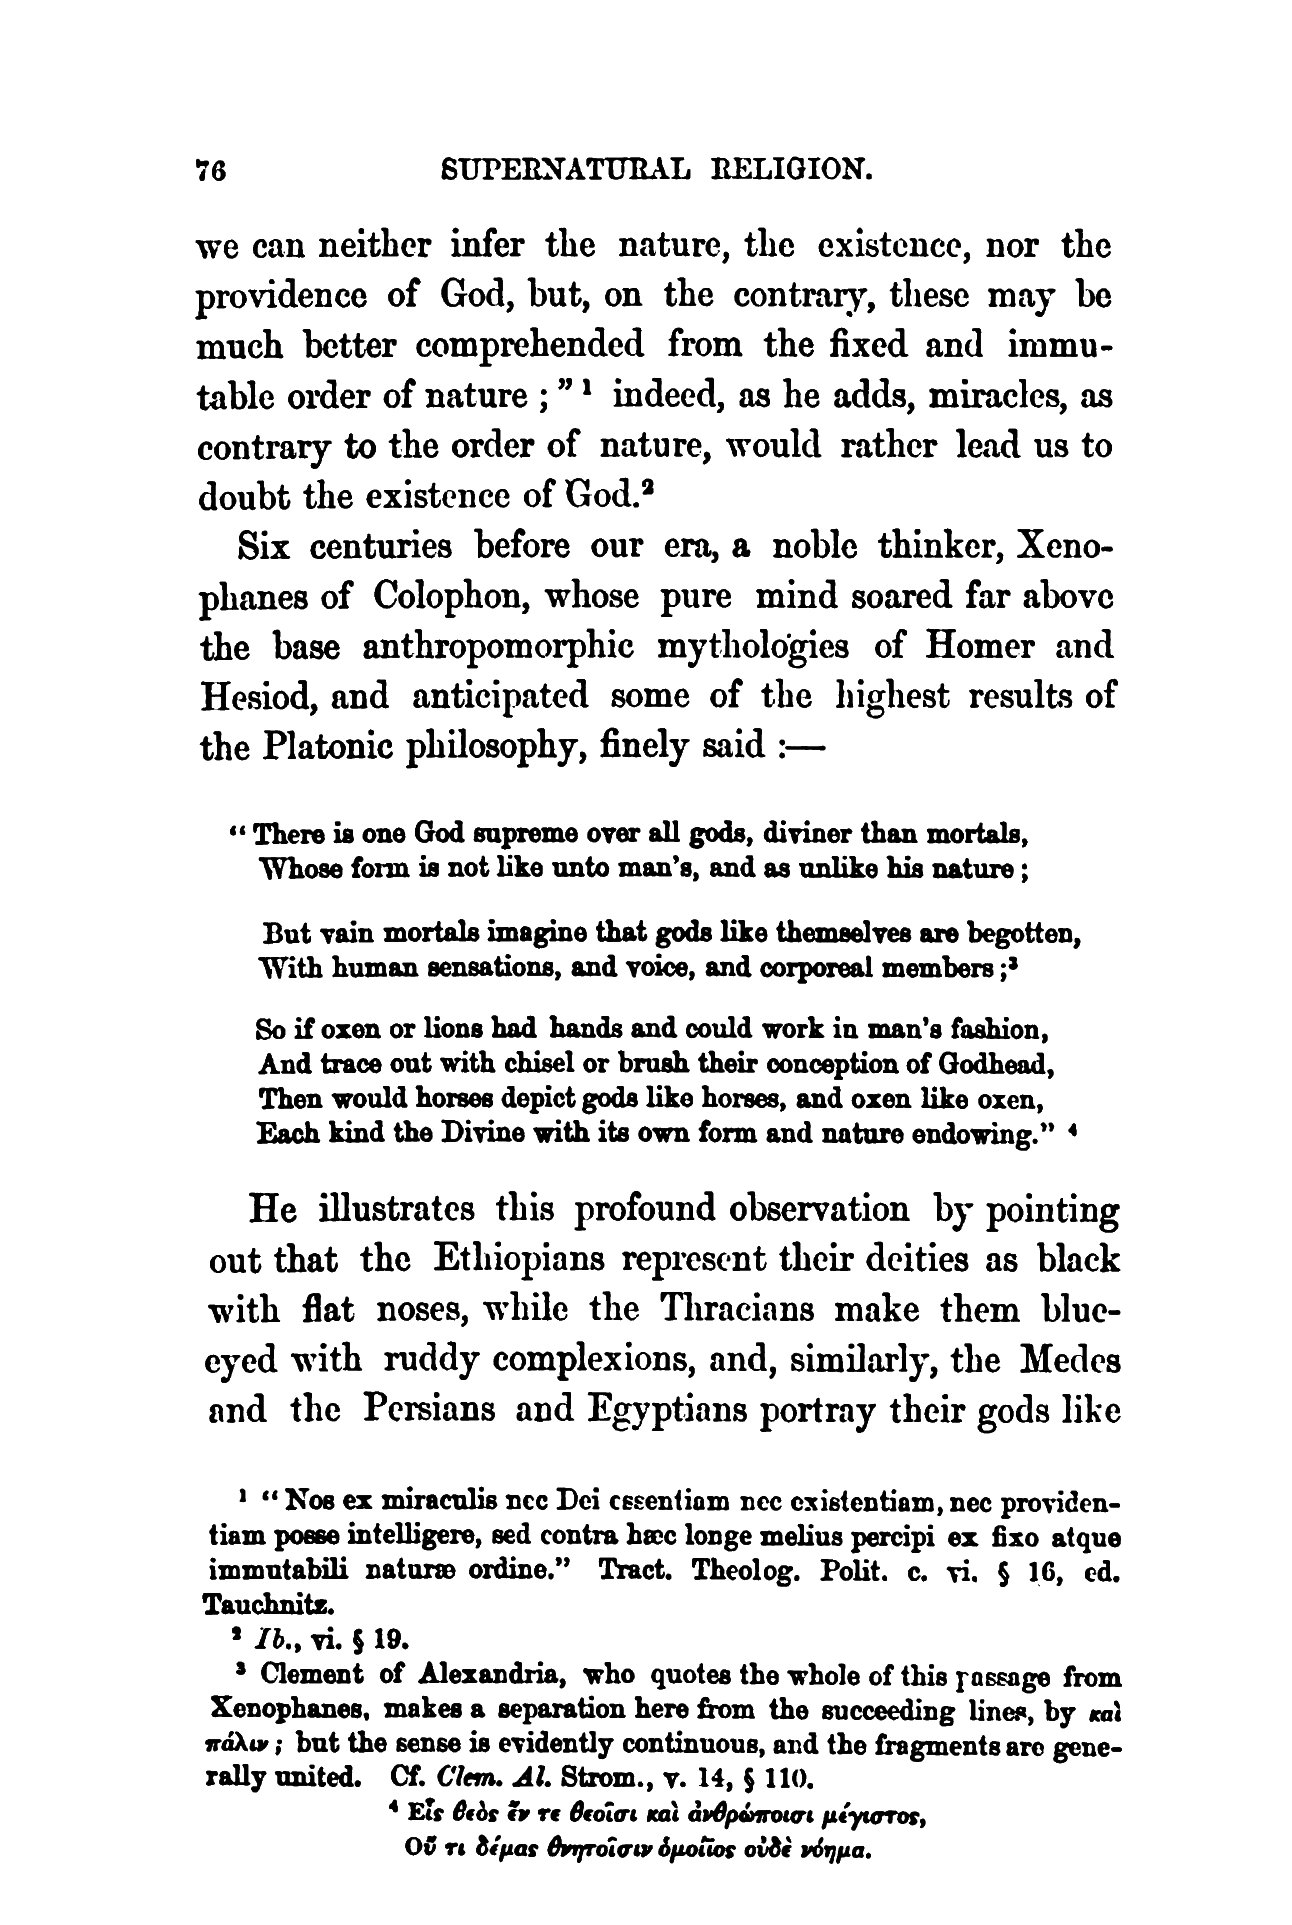 76 SUPERNATURAL RELIGION.
we can neither infer the nature, the existence, nor the
providence of God, but, on the contrary, these may be
much better comprehended from the fixed and immu-
table order of nature ; " ¹ indeed, as he adds, miracles, as
contrary to the order of nature, would rather lead us to
doubt the existence of God.²
Six centuries before our era, a noble thinker, Xeno-
phanes of Colophon, whose pure mind soared far above
the base anthropomorphic mythologies of Homer and
Hesiod, and anticipated some of the highest results of
the Platonic philosophy, finely said :—
“ There is one God supreme over all gods, diviner than mortals,
Whose form is not like unto man's, and as unlike his nature ;
But vain mortals imagine that gods like themselves are begotten,
With human sensations, and voice, and corporeal members ;³
So if oxen or lions had hands and could work in man's fashion,
And trace out with chisel or brush their conception of Godhead,
Then would horses depict gods like horses, and oxen like oxen,
Each kind the Divine with its own form and nature endowing.” ⁴
He illustrates this profound observation by pointing
out that the Ethiopians represent their deities as black
with flat noses, while the Thracians make them blue-
eyed with ruddy complexions, and, similarly, the Medes
and the Persians and Egyptians portray their gods like
¹ “ Nos ex miraculis nec Dei essentiam nec existentiam, nec providen-
tiam posse intelligere, sed contra hæc longe melius percipi ex fixo atque
immutabili naturæ ordine.” Tract. Theolog. Polit. c. vi. § 16, ed.
Tauchnitz.
² Ib., vi. § 19.
³ Clement of Alexandria, who quotes the whole of this passage from
Xenophanes, makes a separation here from the succeeding lines, by καὶ
πάλιν ; but the sense is evidently continuous, and the fragments are gene-
rally united. Cf. Clem. Al. Strom., v. 14, § 110.
⁴ Εἷς θεὸς ἔν τε θεοῖσι καὶ ἀνθρώποισι μέγιστος,
Οὔ τι δέμας θνητοῖσιν ὁμοίϊος οὐδὲ νόημα.